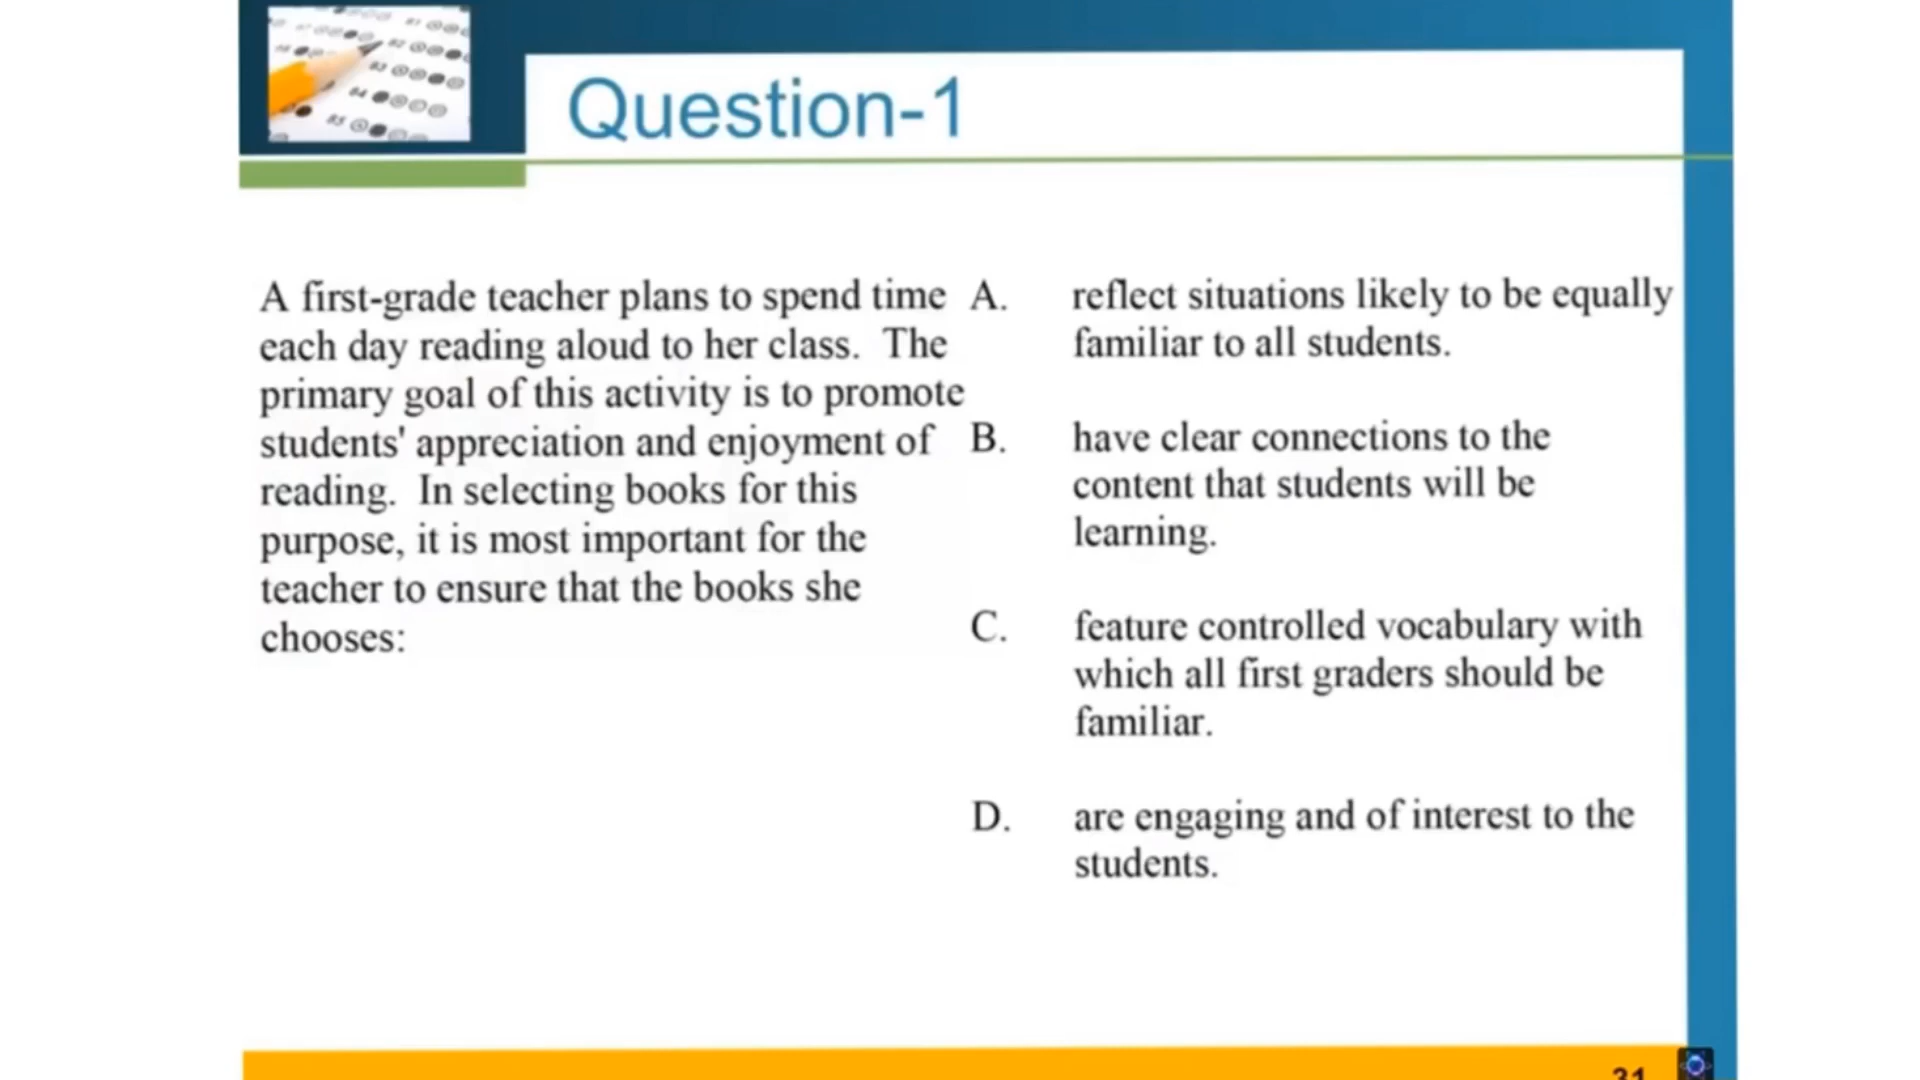 Question-1
A first-grade teacher plans to spend time
each day reading aloud to her class. The
primary goal of this activity is to promote
students' appreciation and enjoyment of
reading. In selecting books for this
purpose, it is most important for the
teacher to ensure that the books she
chooses:
A. reflect situations likely to be equally
familiar to all students.
B. have clear connections to the
content that students will be
learning.
C. feature controlled vocabulary with
which all first graders should be
familiar.
D. are engaging and of interest to the
students.
31